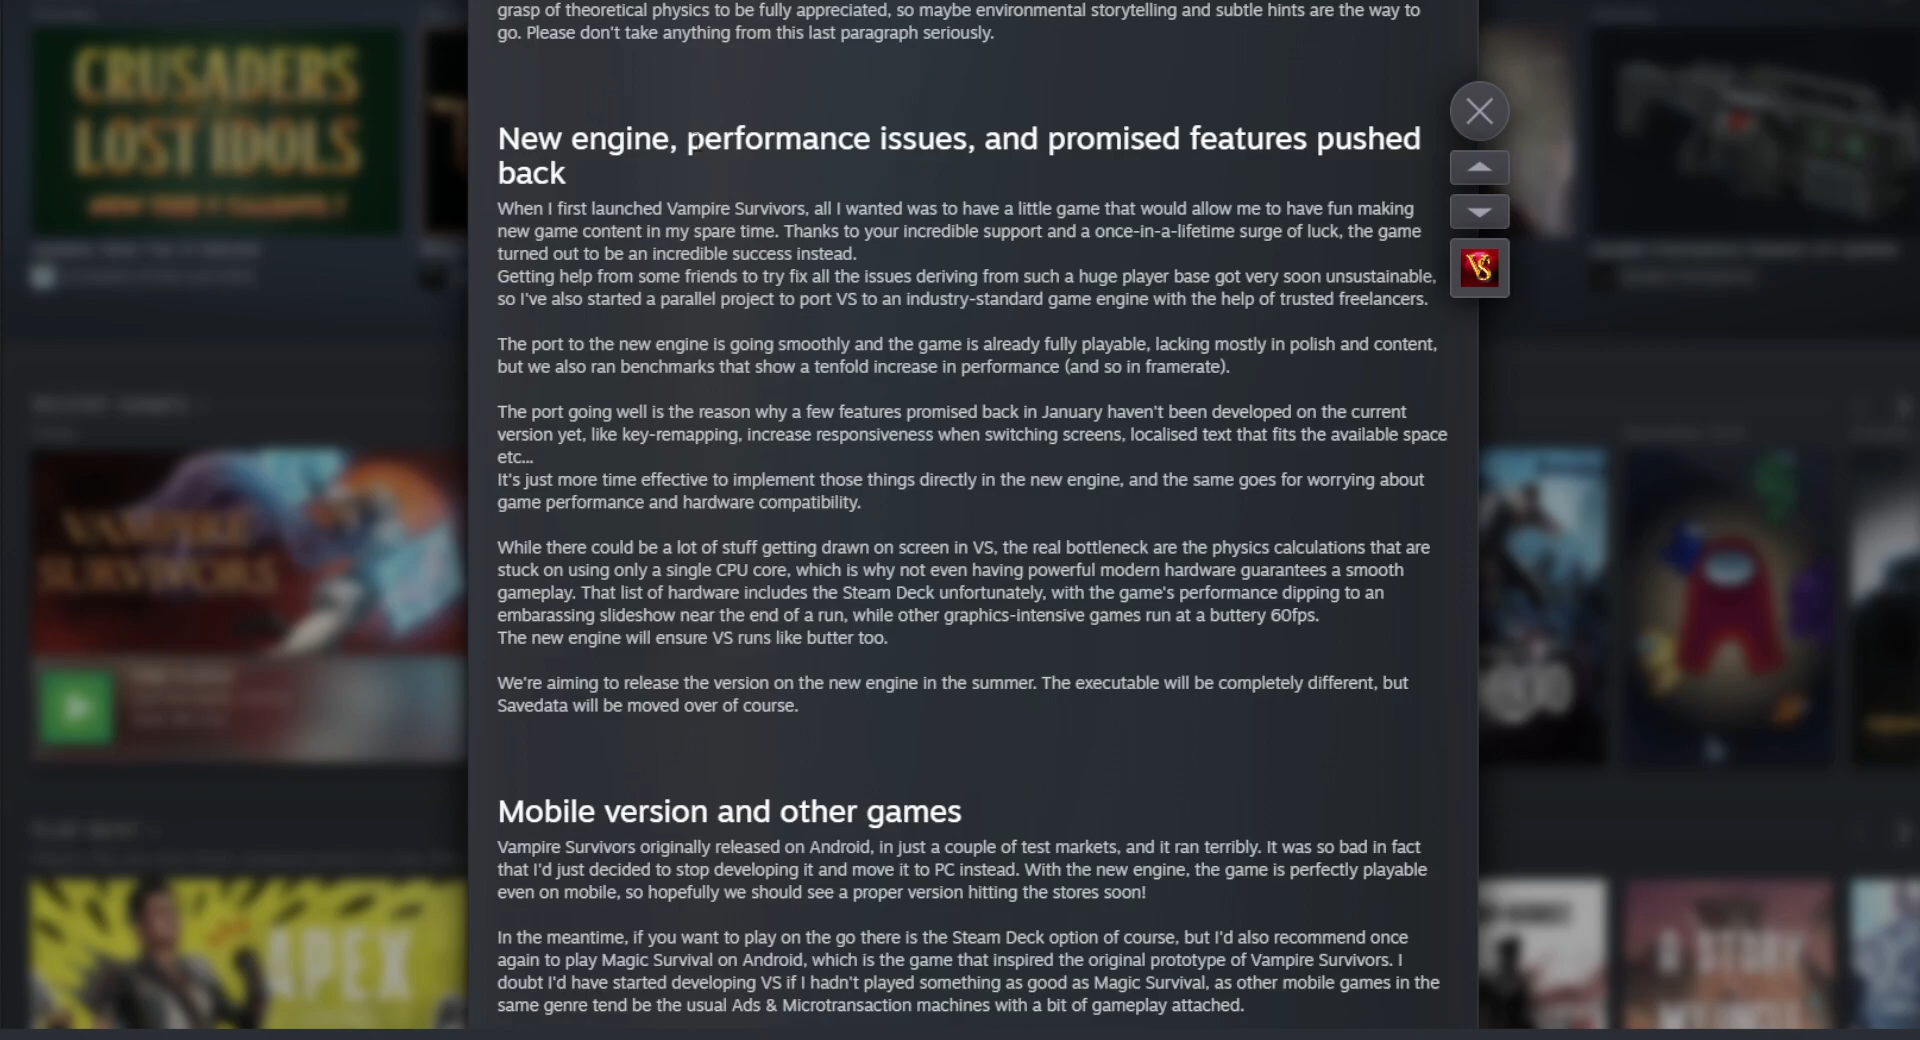 grasp of theoretical physics to be fully appreciated, so maybe environmental storytelling and subtle hints are the way to
go. Please don't take anything from this last paragraph seriously.
CRUSADERS
LOST IDOLS
New engine, performance issues, and promised features pushed
back
When I first launched Vampire Survivors, all I wanted was to have a little game that would allow me to have fun making
new game content in my spare time. Thanks to your incredible support and a once-in-a-lifetime surge of luck, the game
turned out to be an incredible success instead.
Getting help from some friends to try fix all the issues deriving from such a huge player base got very soon unsustainable,
so I've also started a parallel project to port VS to an industry-standard game engine with the help of trusted freelancers.
VS
The port to the new engine is going smoothly and the game is already fully playable, lacking mostly in polish and content,
but we also ran benchmarks that show a tenfold increase in performance (and so in framerate).
The port going well is the reason why a few features promised back in January haven't been developed on the current
version yet, like key-remapping, increase responsiveness when switching screens, localised text that fits the available space
etc...
It's just more time effective to implement those things directly in the new engine, and the same goes for worrying about
game performance and hardware compatibility.
VAMPIRE
SURVIVORS
While there could be a lot of stuff getting drawn on screen in VS, the real bottleneck are the physics calculations that are
stuck on using only a single CPU core, which is why not even having powerful modern hardware guarantees a smooth
gameplay. That list of hardware includes the Steam Deck unfortunately, with the game's performance dipping to an
embarassing slideshow near the end of a run, while other graphics-intensive games run at a buttery 60fps.
The new engine will ensure VS runs like butter too.
We're aiming to release the version on the new engine in the summer. The executable will be completely different, but
Savedata will be moved over of course.
Mobile version and other games
Vampire Survivors originally released on Android, in just a couple of test markets, and it ran terribly. It was so bad in fact
that I'd just decided to stop developing it and move it to PC instead. With the new engine, the game is perfectly playable
even on mobile, so hopefully we should see a proper version hitting the stores soon!
In the meantime, if you want to play on the go there is the Steam Deck option of course, but I'd also recommend once
again to play Magic Survival on Android, which is the game that inspired the original prototype of Vampire Survivors. I
doubt I'd have started developing VS if I hadn't played something as good as Magic Survival, as other mobile games in the
same genre tend be the usual Ads & Microtransaction machines with a bit of gameplay attached.
APEX